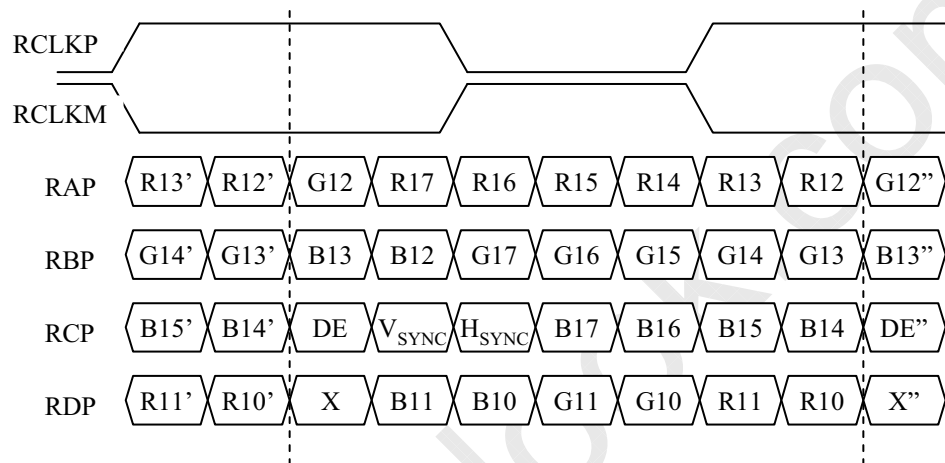 RCLKP
RCLKM
RAP R13’ R12’ G12 R17 R16 R15 R14 R13 R12 G12”
RBP G14’ G13’ B13 B12 G17 G16 G15 G14 G13 B13”
RCP B15’ B14’ DE VSYNC HSYNC B17 B16 B15 B14 DE”
RDP R11’ R10’ X B11 B10 G11 G10 R11 R10 X”